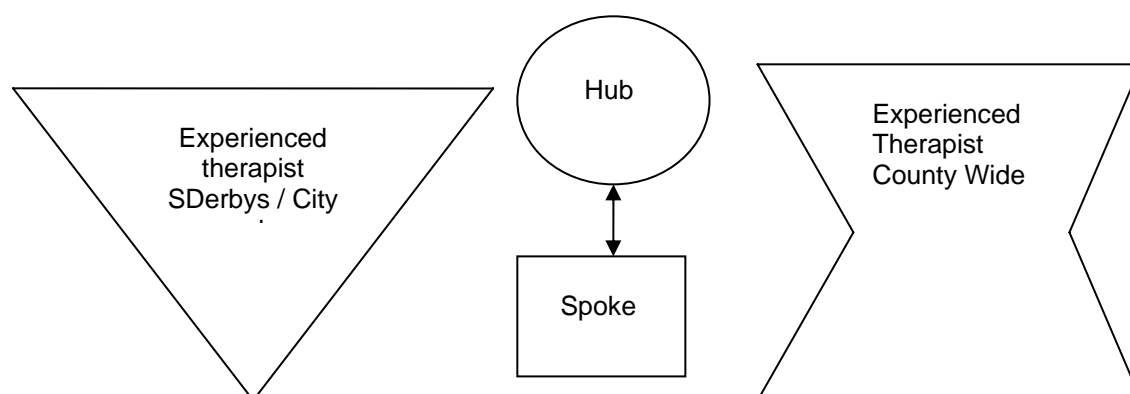 Experienced
therapist
SDerbys / City
.
Hub
Spoke
Experienced
Therapist
County Wide